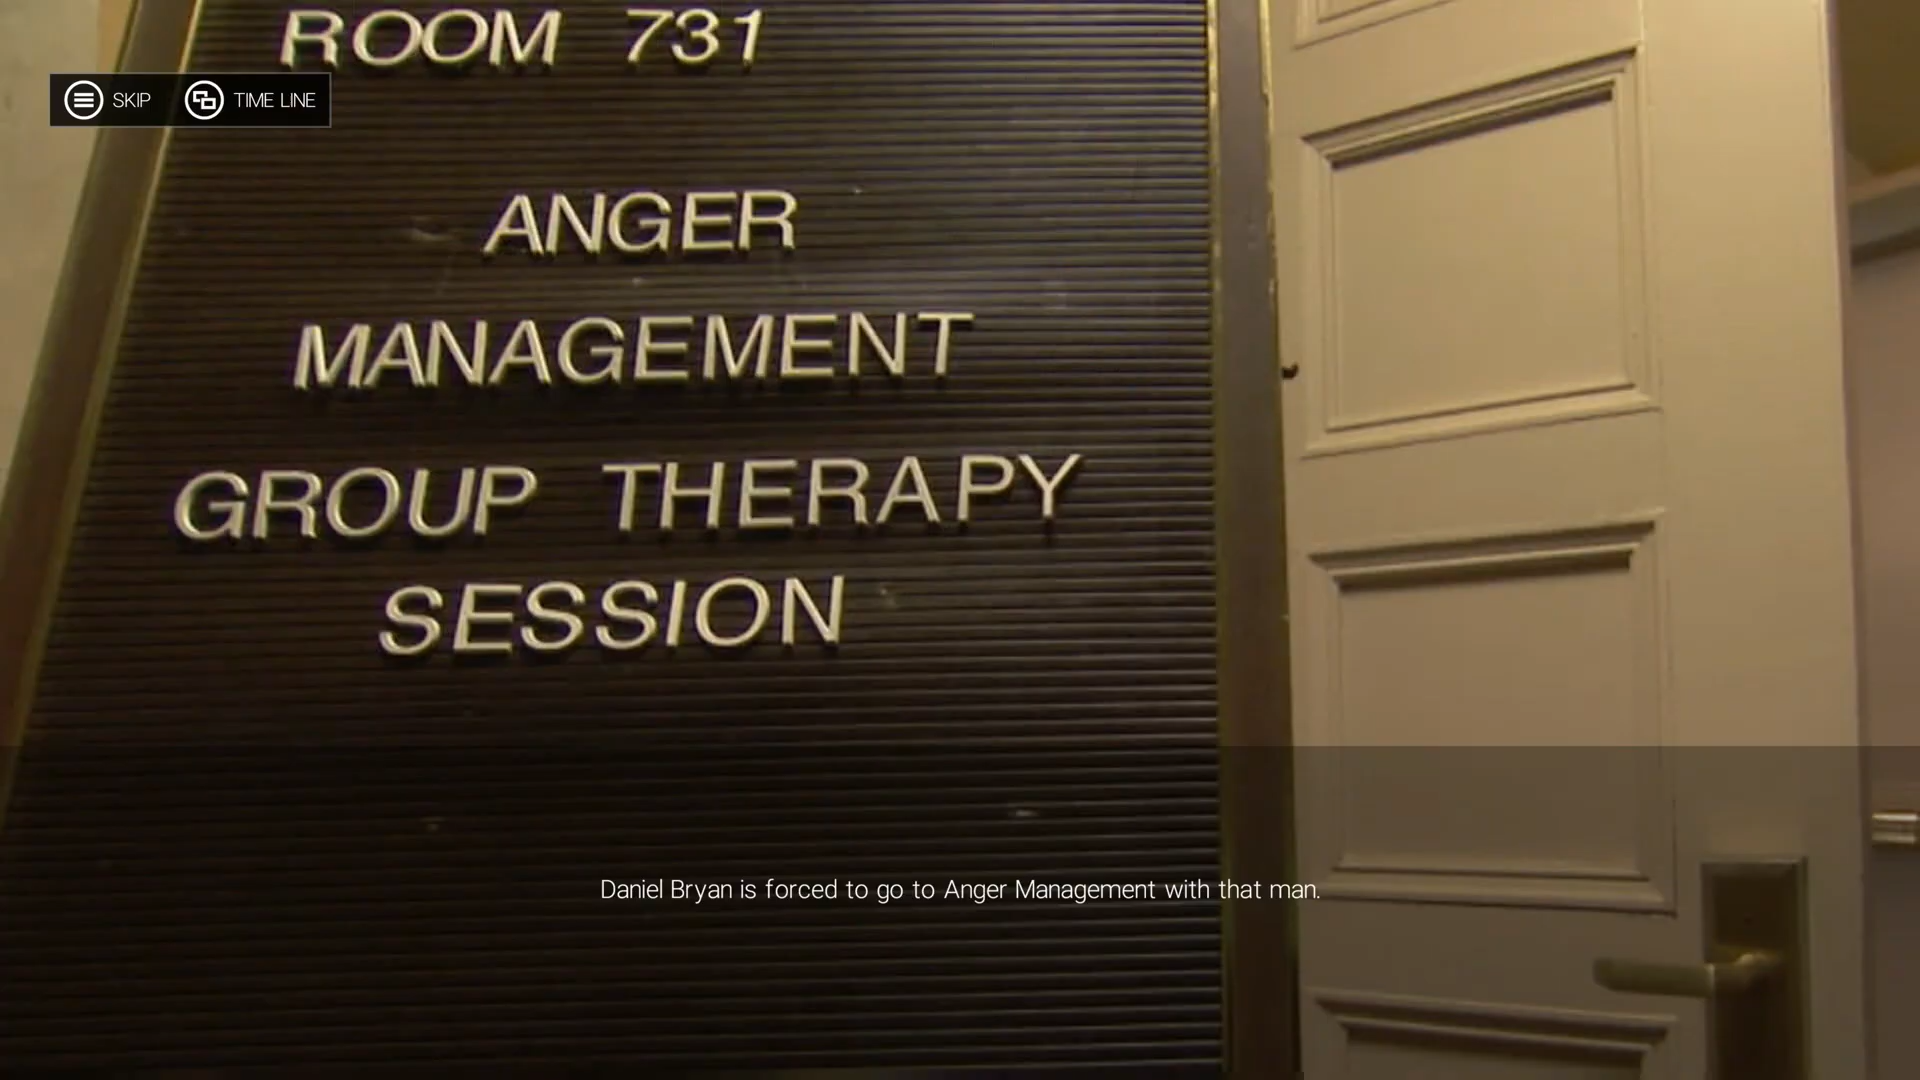 ROOM 731
SKIP TIME LINE
ANGER
MANAGEMENT
GROUP THERAPY
SESSION
Daniel Bryan is forced to go to Anger Management with that man.